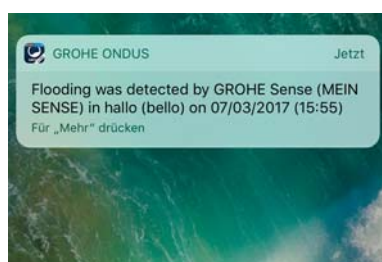 GROHE ONDUS
Jetzt
Flooding was detected by GROHE Sense (MEIN
SENSE) in hallo (bello) on 07/03/2017 (15:55)
Für „Mehr“ drücken